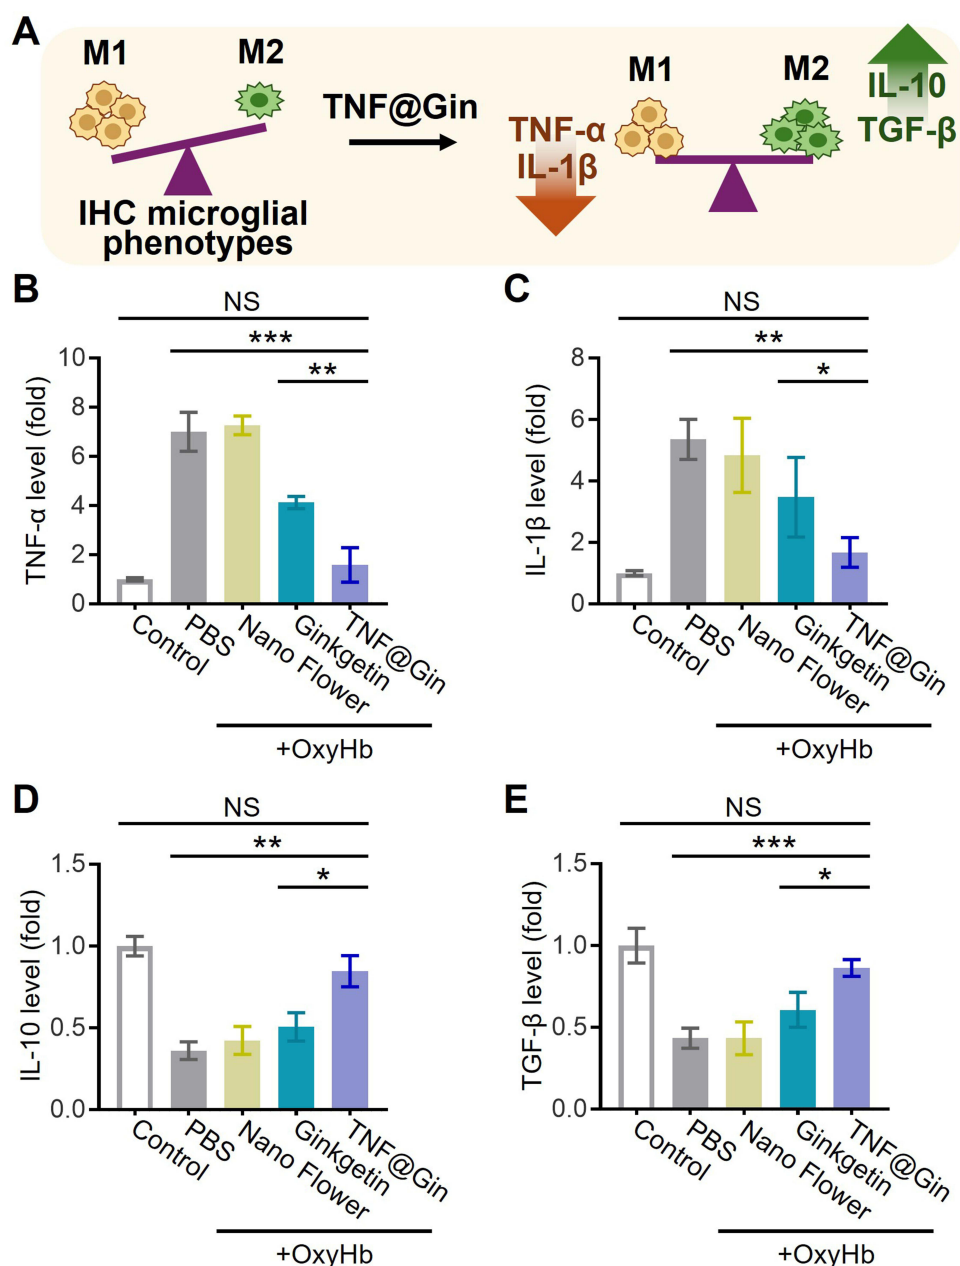 A
M1
M2
TNF@Gin
IHC microglial
phenotypes
TNF-α
IL-1β
M1
M2
IL-10
TGF-β
B
NS
***
**
TNF-α level (fold)
10
8
6
4
2
0
Control
PBS
Nano Flower
Ginkgetin
TNF@Gin
+OxyHb
C
NS
**
*
IL-1β level (fold)
8
6
4
2
0
Control
PBS
Nano Flower
Ginkgetin
TNF@Gin
+OxyHb
D
NS
**
*
IL-10 level (fold)
1.5
1.0
0.5
0.0
Control
PBS
Nano Flower
Ginkgetin
TNF@Gin
+OxyHb
E
NS
***
*
TGF-β level (fold)
1.5
1.0
0.5
0.0
Control
PBS
Nano Flower
Ginkgetin
TNF@Gin
+OxyHb